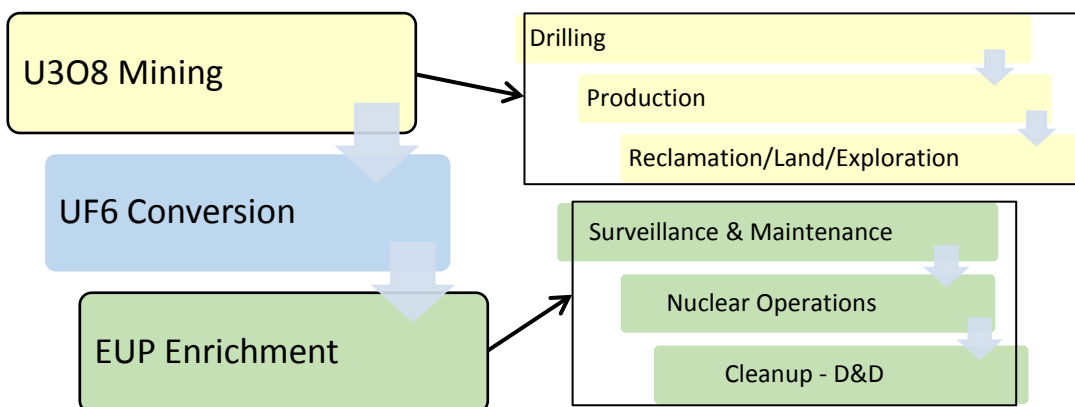 U3O8 Mining
UF6 Conversion
EUP Enrichment
Drilling
Production
Reclamation/Land/Exploration
Surveillance & Maintenance
Nuclear Operations
Cleanup - D&D